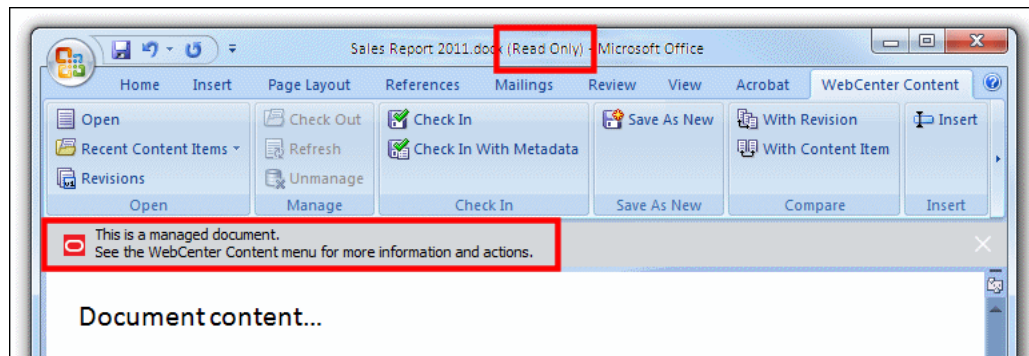 Sales Report 2011.docx (Read Only) - Microsoft Office
Home Insert Page Layout References Mailings Review View Acrobat WebCenter Content
Open Check Out Check In Save As New With Revision Insert
Recent Content Items Refresh Check In With Metadata With Content Item
Revisions Unmanage
Open Manage Check In Save As New Compare Insert
This is a managed document.
See the WebCenter Content menu for more information and actions.
Document content...